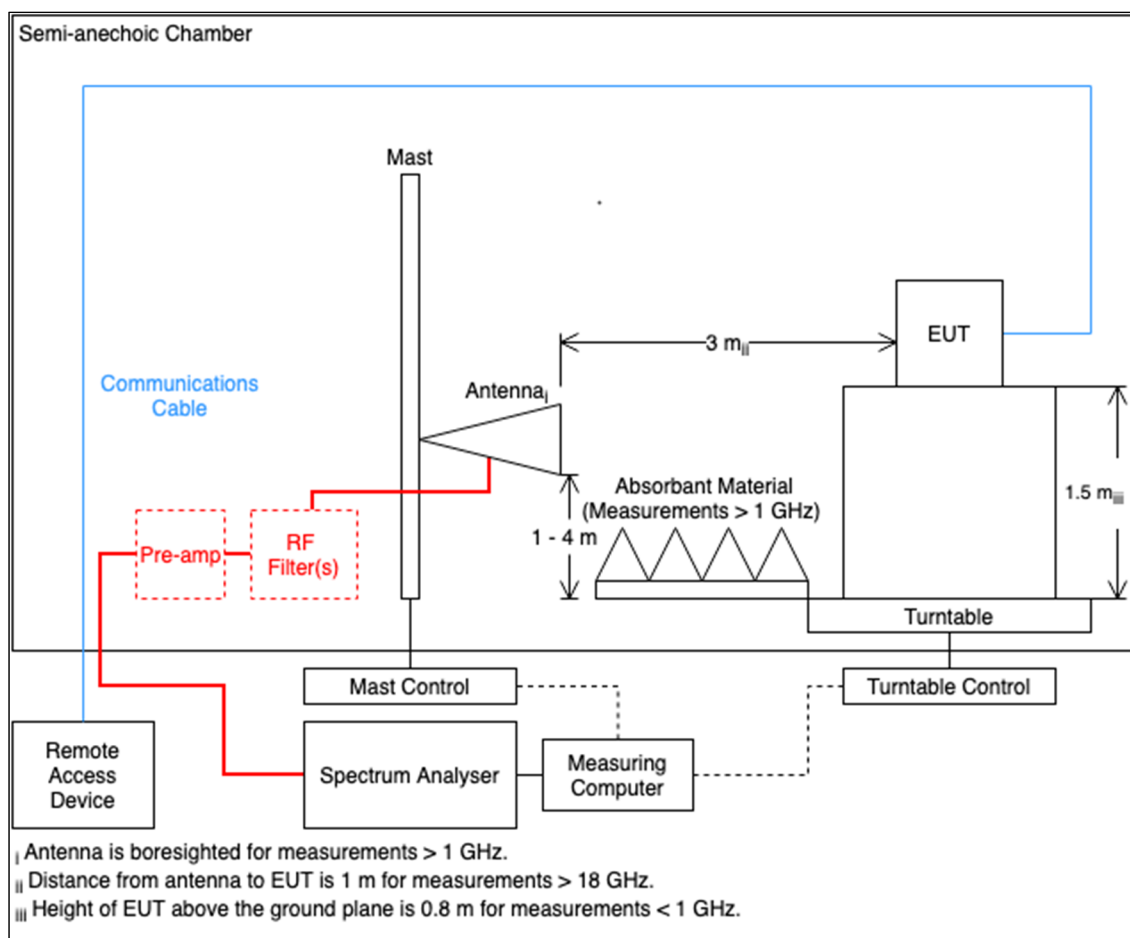 Semi-anechoic Chamber
Mast
EUT
3 mii
Communications
Cable
Antennai
Absorbant Material
(Measurements > 1 GHz)
1.5 miii
1 - 4 m
Pre-amp
RF
Filter(s)
Turntable
Mast Control
Turntable Control
Remote
Access
Device
Spectrum Analyser
Measuring
Computer
i Antenna is boresighted for measurements > 1 GHz.
ii Distance from antenna to EUT is 1 m for measurements > 18 GHz.
iii Height of EUT above the ground plane is 0.8 m for measurements < 1 GHz.